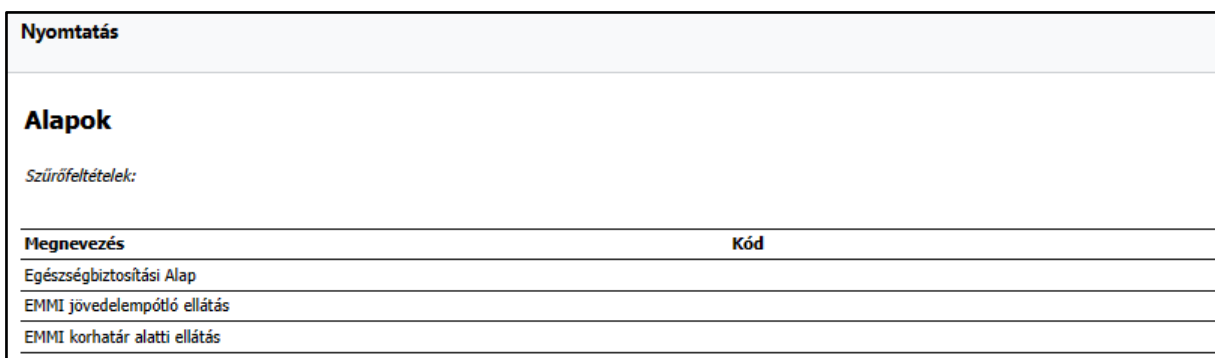 Nyomtatás
Alapok
Szűrőfeltételek:
Megnevezés Kód
Egészségbiztosítási Alap
EMMI jövedelempótló ellátás
EMMI korhatár alatti ellátás